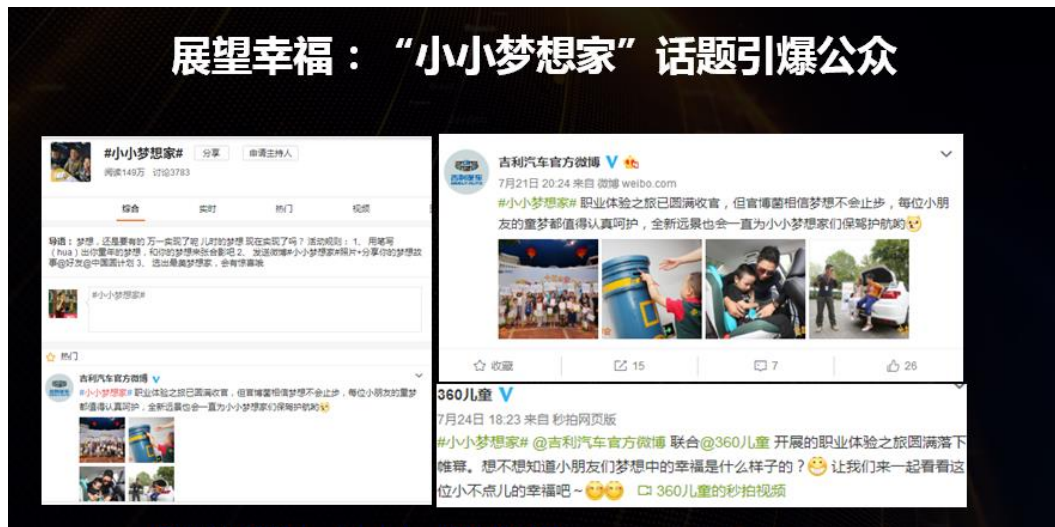 展望幸福：“小小梦想家”话题引爆公众
#小小梦想家# 分享 申请主持人
阅读149万 讨论3783
综合 实时 热门 视频
导语：梦想，还是要有的 万一实现了呢 儿时的梦想 现在实现了吗？ 活动规则： 1、 用笔写
（hua）出你童年的梦想，和你的梦想来张合影吧 2、 发送微博#小小梦想家#照片+分享你的梦想故
事@好友@中国圆计划 3、 选出最美梦想家，会有惊喜哦
#小小梦想家#
热门
吉利汽车官方微博
#小小梦想家# 职业体验之旅已圆满收官，但官博菌相信梦想不会止步，每位小朋友的童梦
都值得认真呵护，全新远景也会一直为小小梦想家们保驾护航哟
吉利汽车
GEELY AUTO
吉利汽车官方微博
7月21日 20:24 来自 微博 weibo.com
#小小梦想家# 职业体验之旅已圆满收官，但官博菌相信梦想不会止步，每位小朋
友的童梦都值得认真呵护，全新远景也会一直为小小梦想家们保驾护航哟
收藏 15 7 26
360儿童
7月24日 18:23 来自 秒拍网页版
#小小梦想家# @吉利汽车官方微博 联合@360儿童 开展的职业体验之旅圆满落下
帷幕。想不想知道小朋友们梦想中的幸福是什么样子的？ 让我们来一起看看这
位小不点儿的幸福吧～ 360儿童的秒拍视频